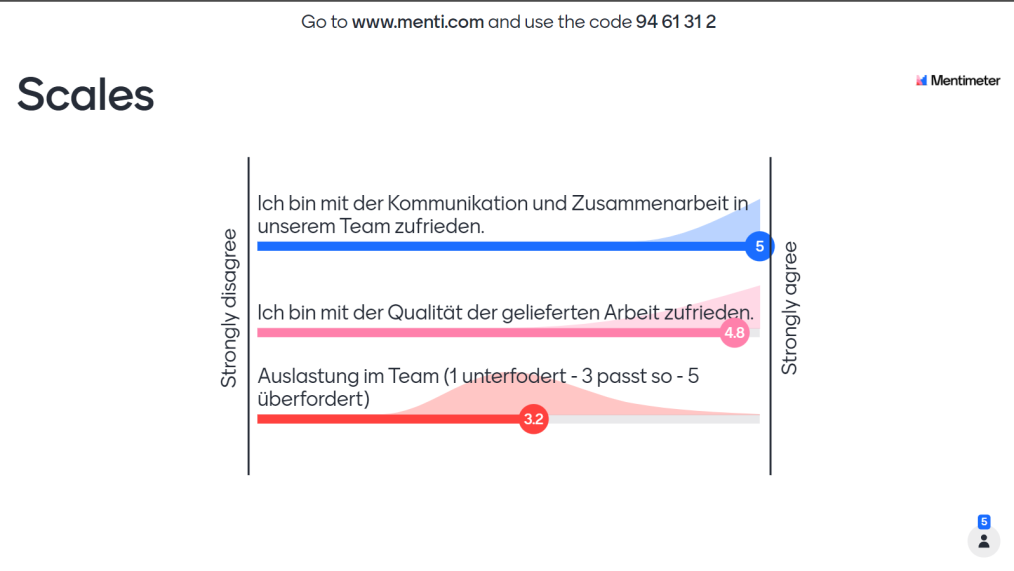 Go to www.menti.com and use the code 94 61 31 2
Scales
Mentimeter
Strongly disagree
Ich bin mit der Kommunikation und Zusammenarbeit in
unserem Team zufrieden.
5
Ich bin mit der Qualität der gelieferten Arbeit zufrieden.
4.8
Auslastung im Team (1 unterfodert - 3 passt so - 5
überfordert)
3.2
Strongly agree
5